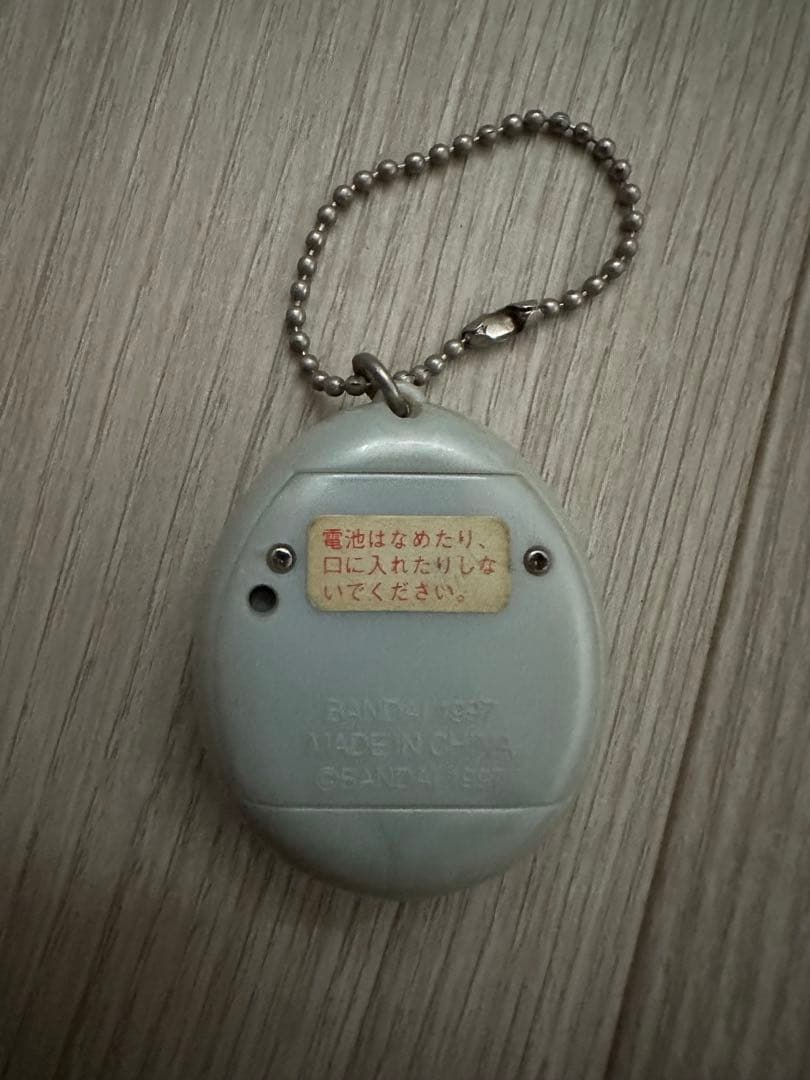 電池はなめたり、
口に入れたりしな
いでください。
BANDAI 1997
MADE IN CHINA
©BANDAI 1997